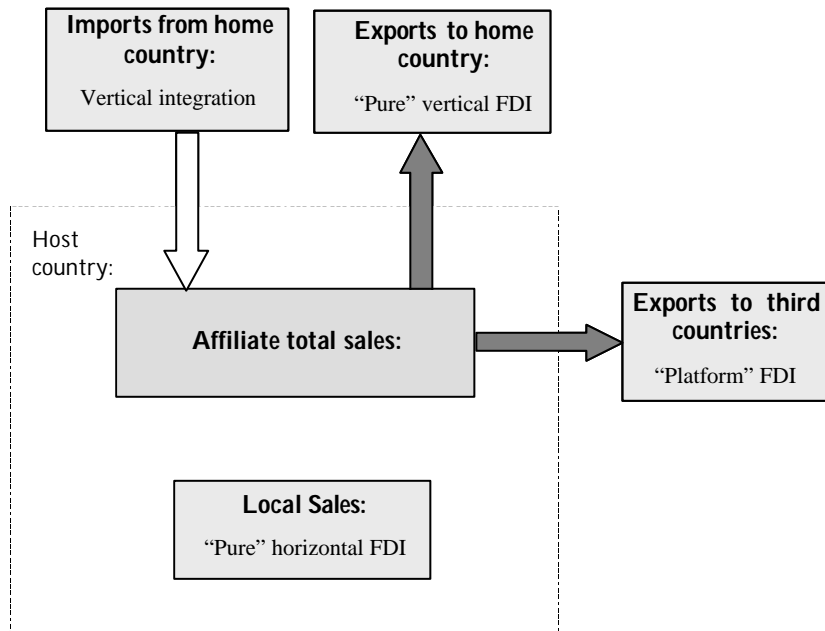 Imports from home
country:
Vertical integration
Exports to home
country:
“Pure” vertical FDI
Host
country:
Affiliate total sales:
Exports to third
countries:
“Platform” FDI
Local Sales:
“Pure” horizontal FDI